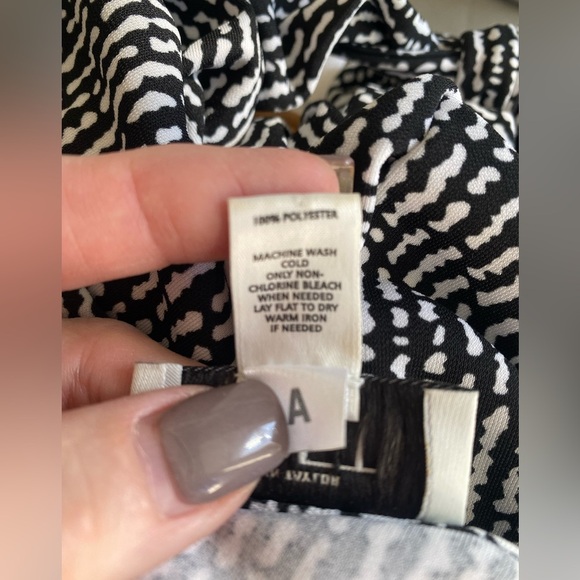 100% POLYESTER
MACHINE WASH
COLD
ONLY NON-
CHLORINE BLEACH
WHEN NEEDED
LAY FLAT TO DRY
WARM IRON
IF NEEDED
A